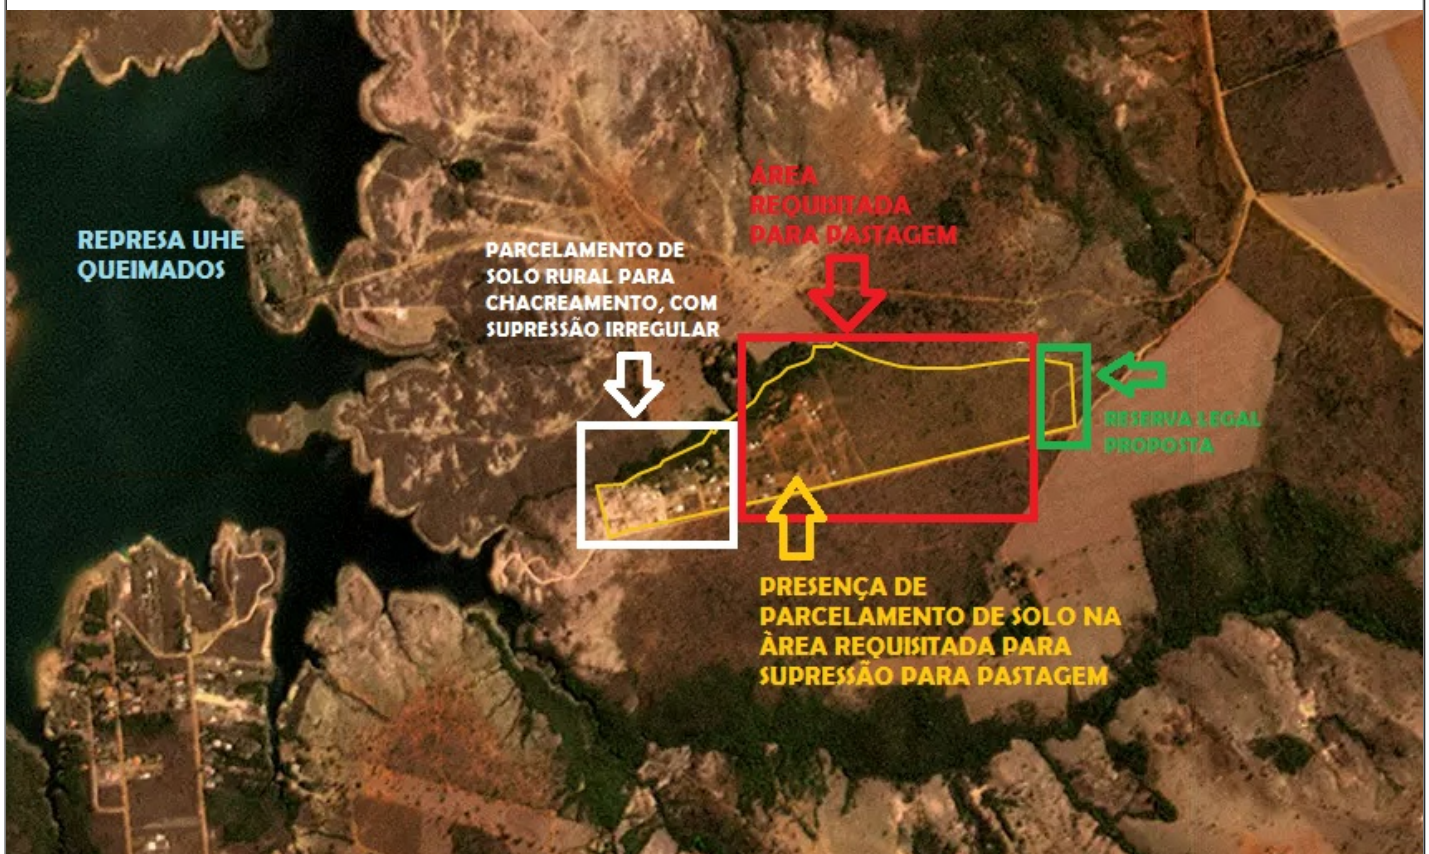 ÁREA
REQUISITADA
PARA PASTAGEM
REPRESA UHE
QUEIMADOS
PARCELAMENTO DE
SOLO RURAL PARA
CHACREAMENTO, COM
SUPRESSÃO IRREGULAR
RESERVA LEGAL
PROPOSTA
PRESENÇA DE
PARCELAMENTO DE SOLO NA
ÀREA REQUISITADA PARA
SUPRESSÃO PARA PASTAGEM